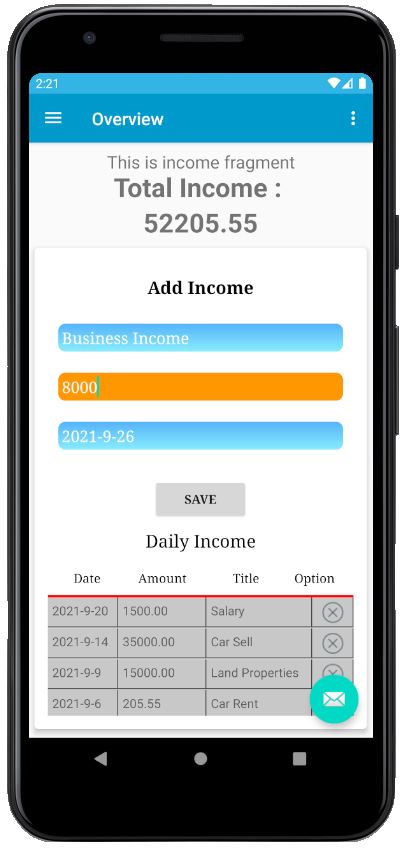 2:21
Overview
This is income fragment
Total Income :
52205.55
Add Income
Business Income
8000
2021-9-26
SAVE
Daily Income
Date Amount Title Option
2021-9-20 1500.00 Salary
2021-9-14 35000.00 Car Sell
2021-9-9 15000.00 Land Properties
2021-9-6 205.55 Car Rent